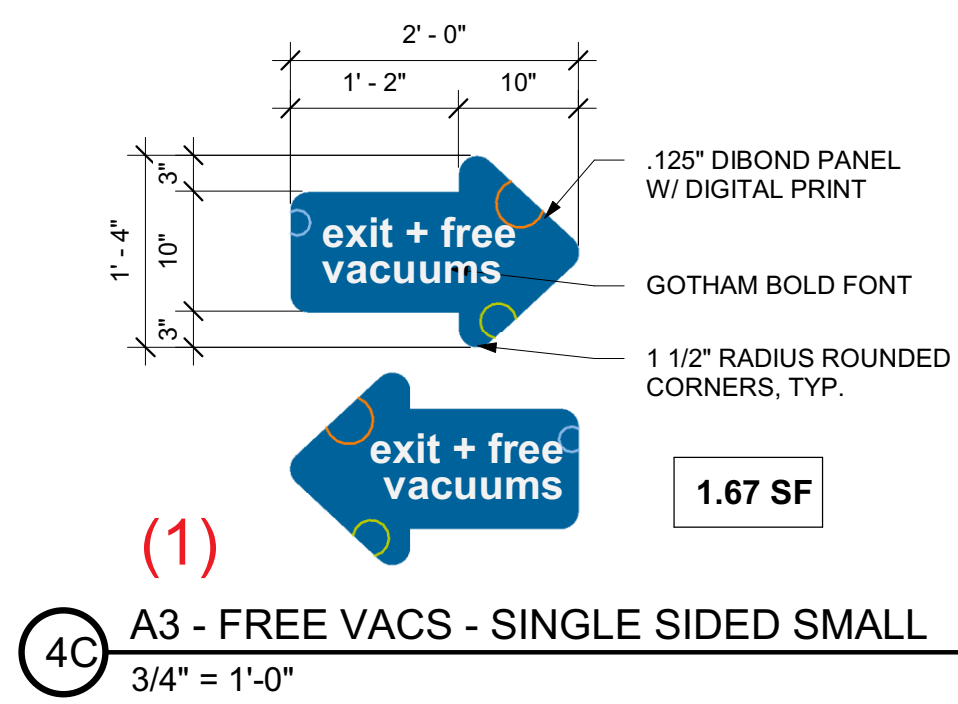 2' - 0"
1' - 2"
10"
3"
10"
3"
1' - 4"
exit + free
vacuums
.125" DIBOND PANEL
W/ DIGITAL PRINT
GOTHAM BOLD FONT
1 1/2" RADIUS ROUNDED
CORNERS, TYP.
exit + free
vacuums
1.67 SF
(1)
4C
A3 - FREE VACS - SINGLE SIDED SMALL
3/4" = 1'-0"